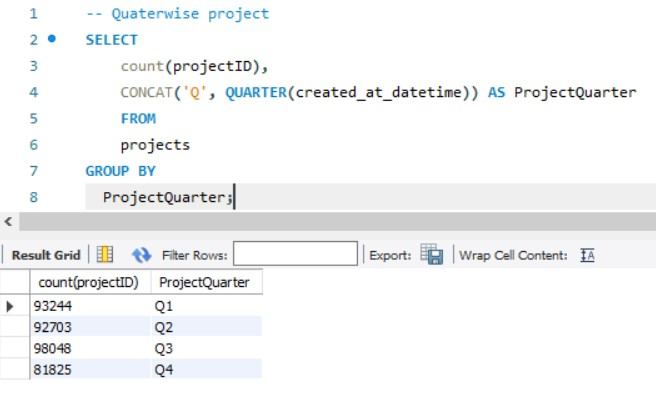 1 -- Quaterwise project
2 SELECT
3 count(projectID),
4 CONCAT('Q', QUARTER(created_at_datetime)) AS ProjectQuarter
5 FROM
6 projects
7 GROUP BY
8 ProjectQuarter;
Result Grid Filter Rows: Export: Wrap Cell Content: IA
count(projectID) ProjectQuarter
93244 Q1
92703 Q2
98048 Q3
81825 Q4